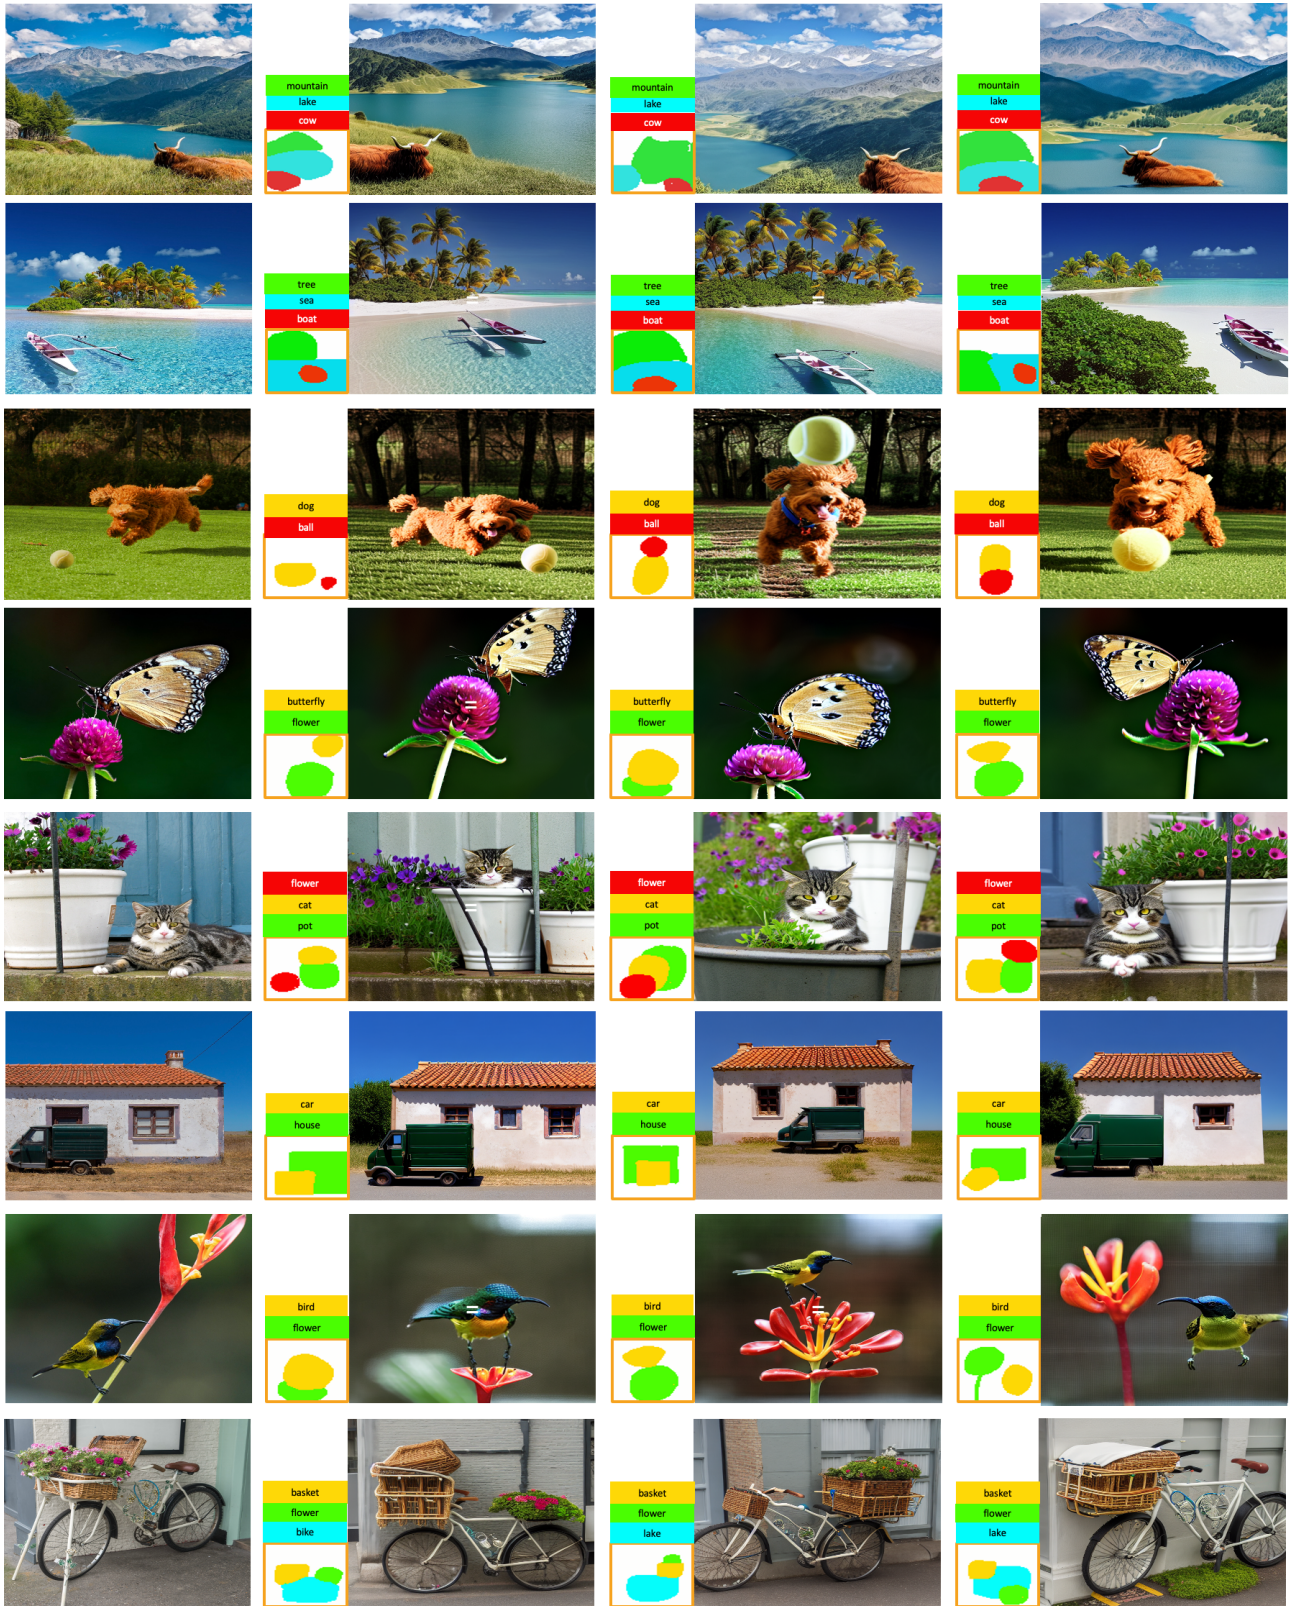 mountain
lake
cow
mountain
lake
cow
mountain
lake
cow
tree
sea
boat
tree
sea
boat
tree
sea
boat
dog
ball
dog
ball
dog
ball
butterfly
flower
butterfly
flower
butterfly
flower
flower
cat
pot
flower
cat
pot
flower
cat
pot
car
house
car
house
car
house
bird
flower
bird
flower
bird
flower
basket
flower
bike
basket
flower
lake
basket
flower
lake